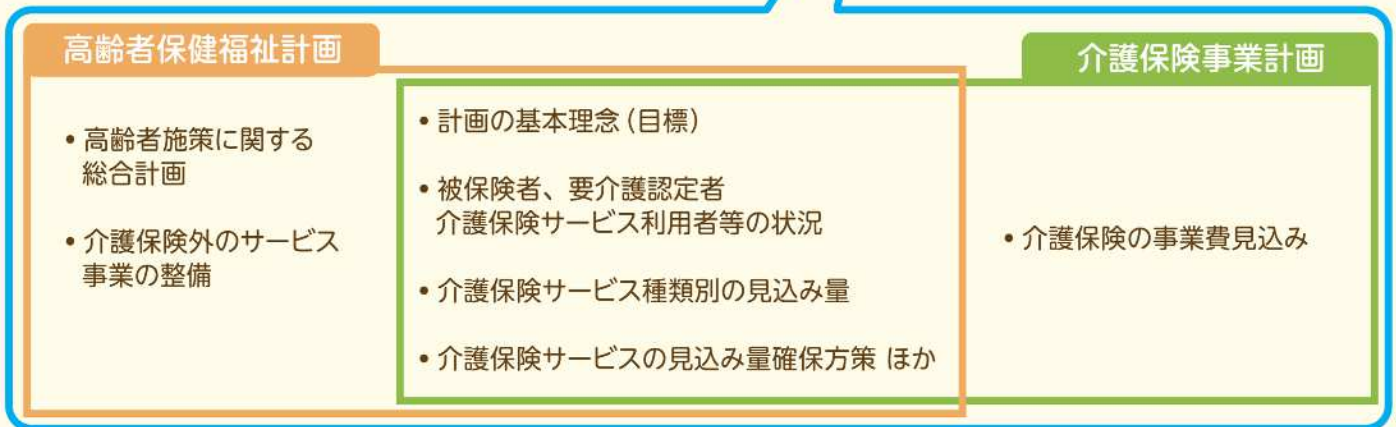 高齢者保健福祉計画
• 高齢者施策に関する
総合計画
• 介護保険外のサービス
事業の整備
• 計画の基本理念（目標）
• 被保険者、要介護認定者
介護保険サービス利用者等の状況
• 介護保険サービス種類別の見込み量
• 介護保険サービスの見込み量確保方策 ほか
介護保険事業計画
• 介護保険の事業費見込み